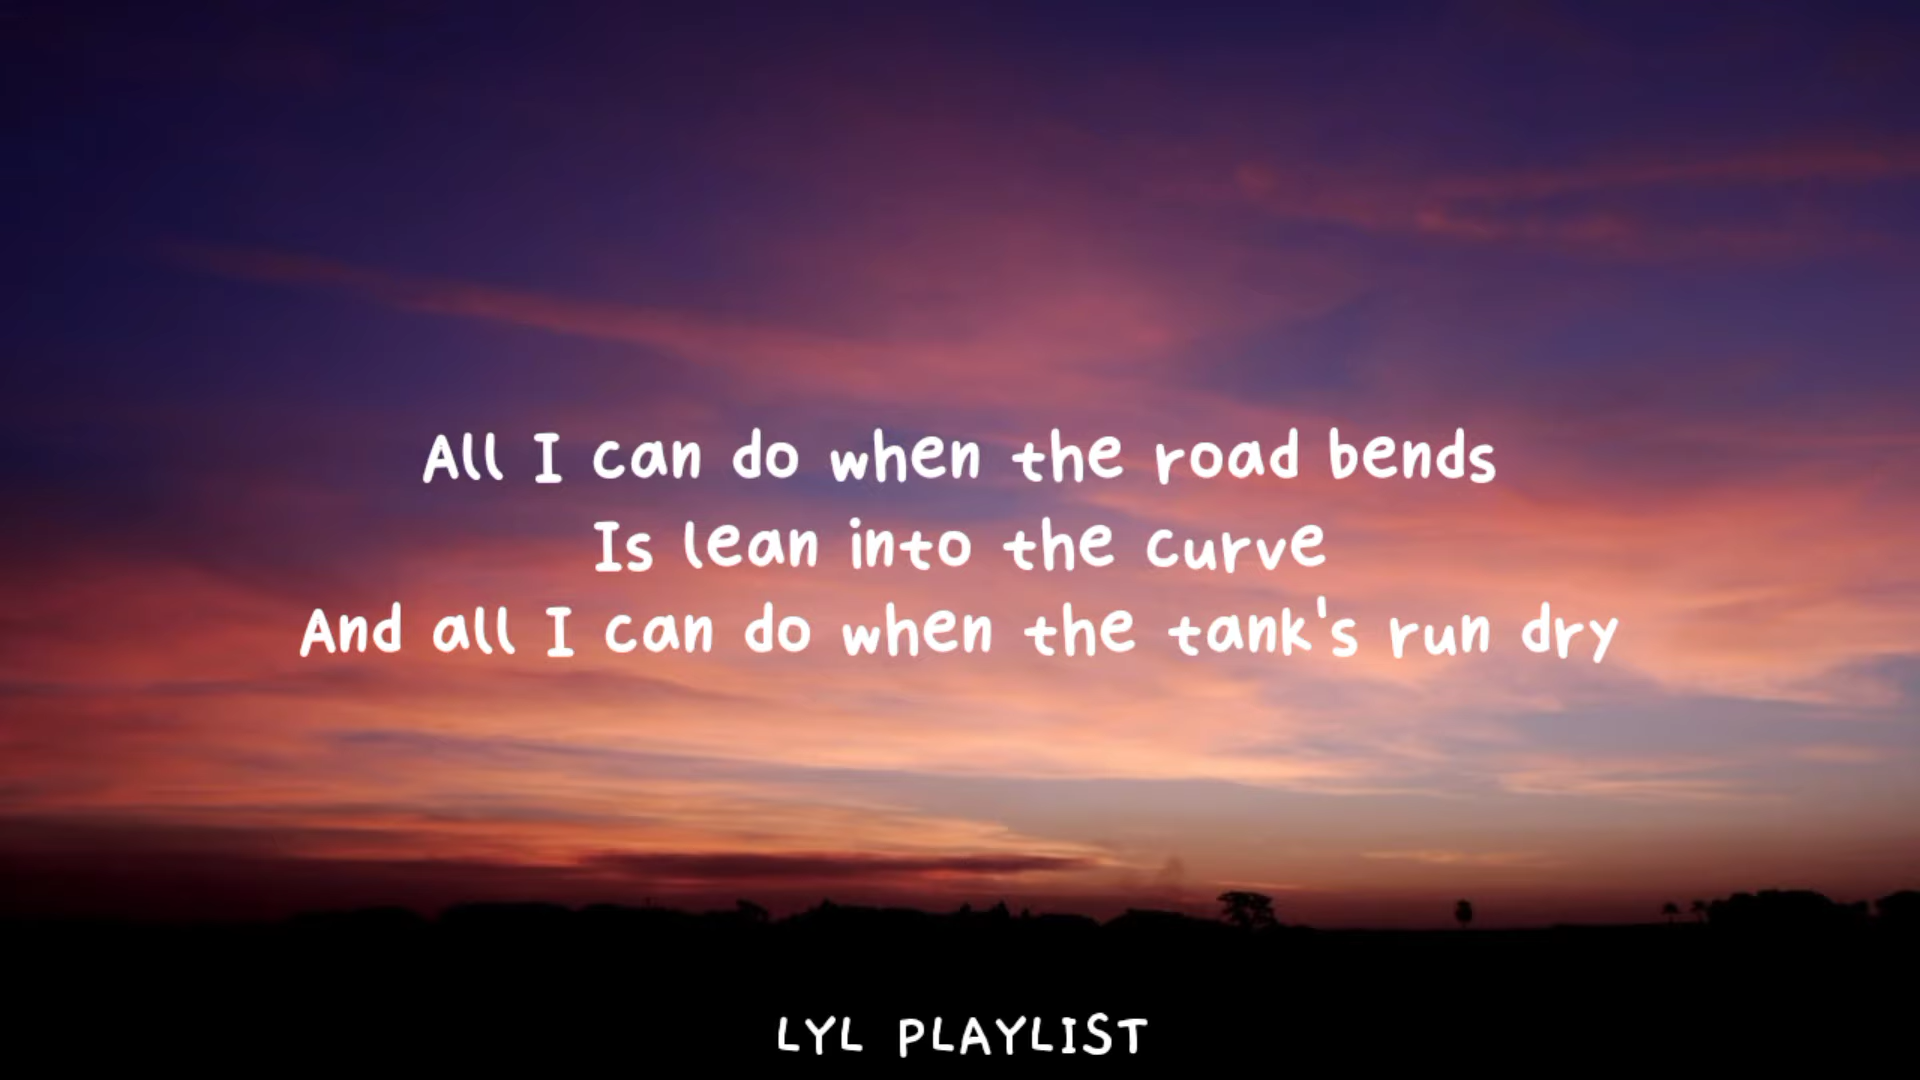 All I can do when the road bends
Is lean into the curve
And all I can do when the tank's run dry
LYL PLAYLIST